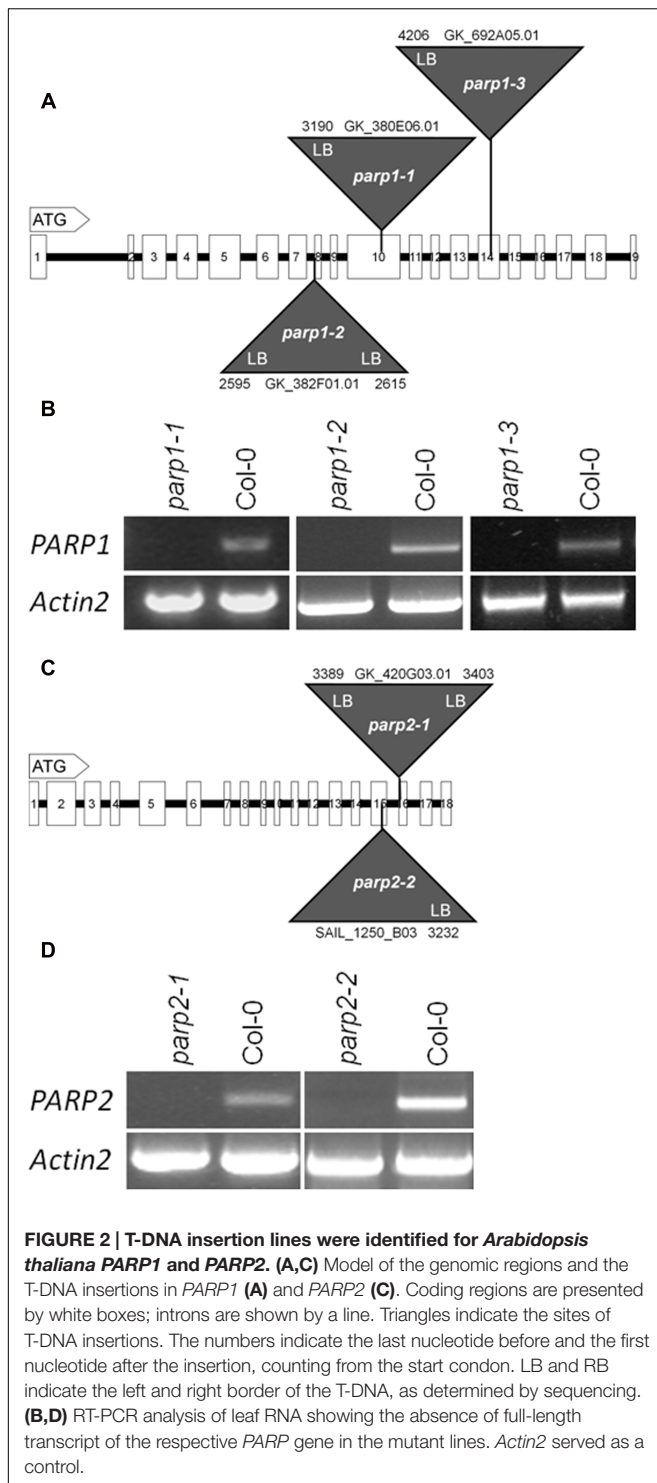 A
4206 GK_692A05.01
LB
parp1-3
3190 GK_380E06.01
LB
parp1-1
ATG
1 2 3 4 5 6 7 8 9 10 11 12 13 14 15 16 17 18 9
parp1-2
LB LB
2595 GK_382F01.01 2615
B
parp1-1 Col-0 parp1-2 Col-0 parp1-3 Col-0
PARP1
Actin2
C
3389 GK_420G03.01 3403
LB LB
parp2-1
ATG
1 2 3 4 5 6 7 8 9 0 11 12 13 14 15 16 17 18
parp2-2
LB
SAIL_1250_B03 3232
D
parp2-1 Col-0 parp2-2 Col-0
PARP2
Actin2
FIGURE 2 | T-DNA insertion lines were identified for Arabidopsis
thaliana PARP1 and PARP2. (A,C) Model of the genomic regions and the
T-DNA insertions in PARP1 (A) and PARP2 (C). Coding regions are presented
by white boxes; introns are shown by a line. Triangles indicate the sites of
T-DNA insertions. The numbers indicate the last nucleotide before and the first
nucleotide after the insertion, counting from the start condon. LB and RB
indicate the left and right border of the T-DNA, as determined by sequencing.
(B,D) RT-PCR analysis of leaf RNA showing the absence of full-length
transcript of the respective PARP gene in the mutant lines. Actin2 served as a
control.